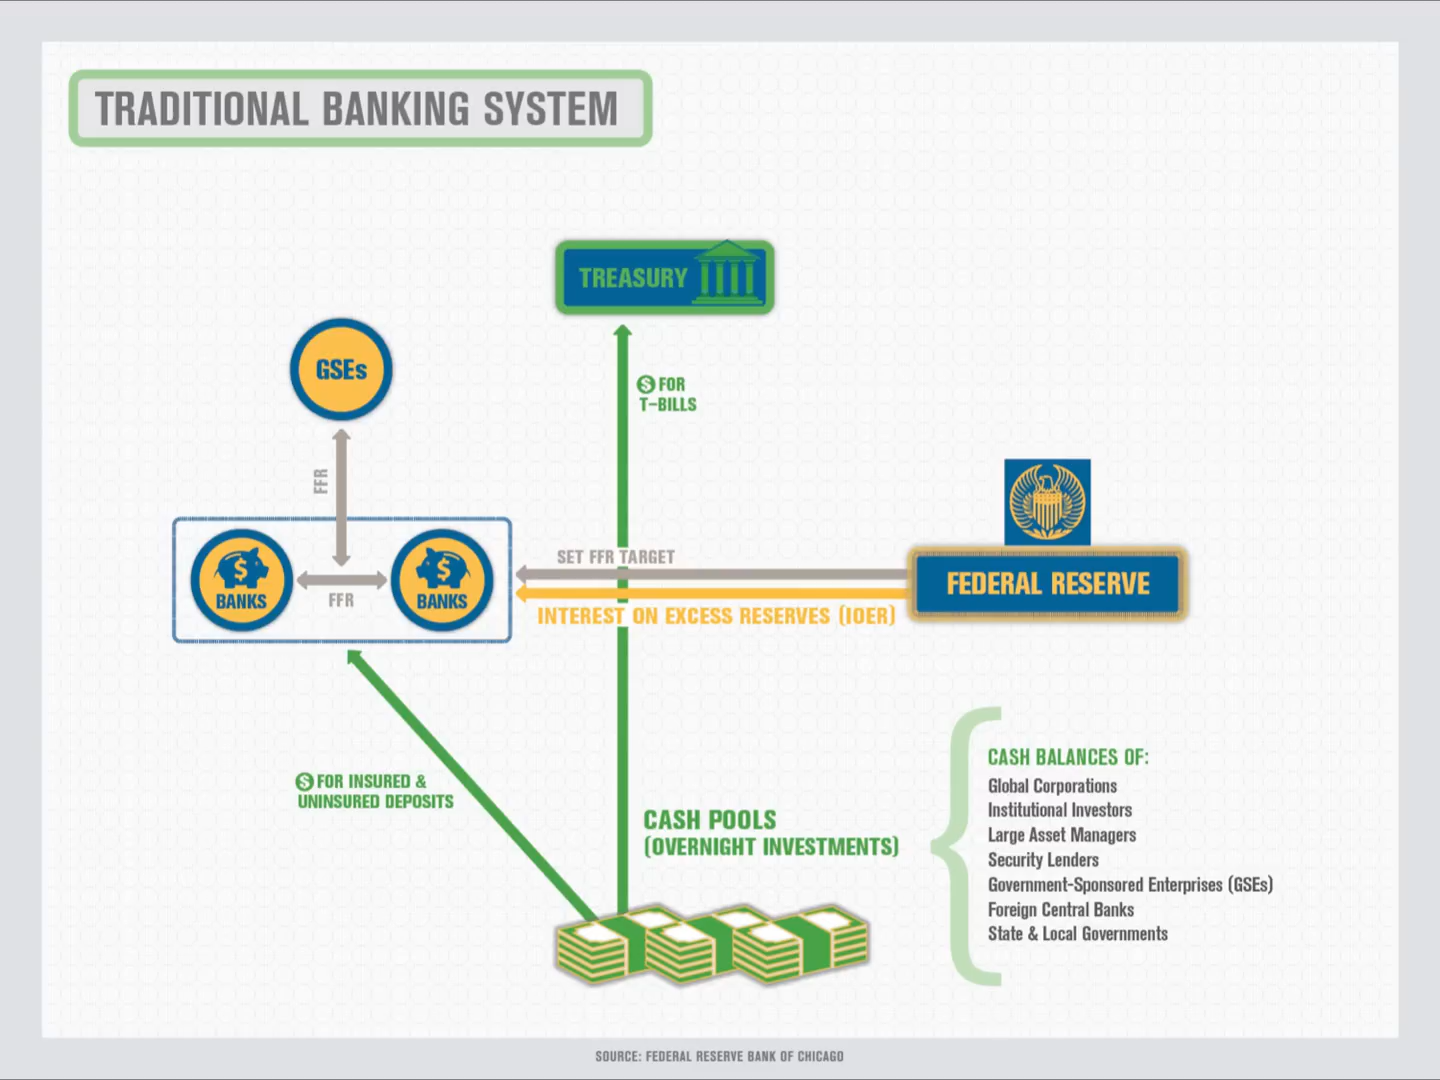 TRADITIONAL BANKING SYSTEM
TREASURY
GSEs
$ FOR
T-BILLS
FFR
SET FFR TARGET
FEDERAL RESERVE
$
BANKS
FFR
$
BANKS
INTEREST ON EXCESS RESERVES (IOER)
$ FOR INSURED &
UNINSURED DEPOSITS
CASH POOLS
(OVERNIGHT INVESTMENTS)
CASH BALANCES OF:
Global Corporations
Institutional Investors
Large Asset Managers
Security Lenders
Government-Sponsored Enterprises (GSEs)
Foreign Central Banks
State & Local Governments
SOURCE: FEDERAL RESERVE BANK OF CHICAGO